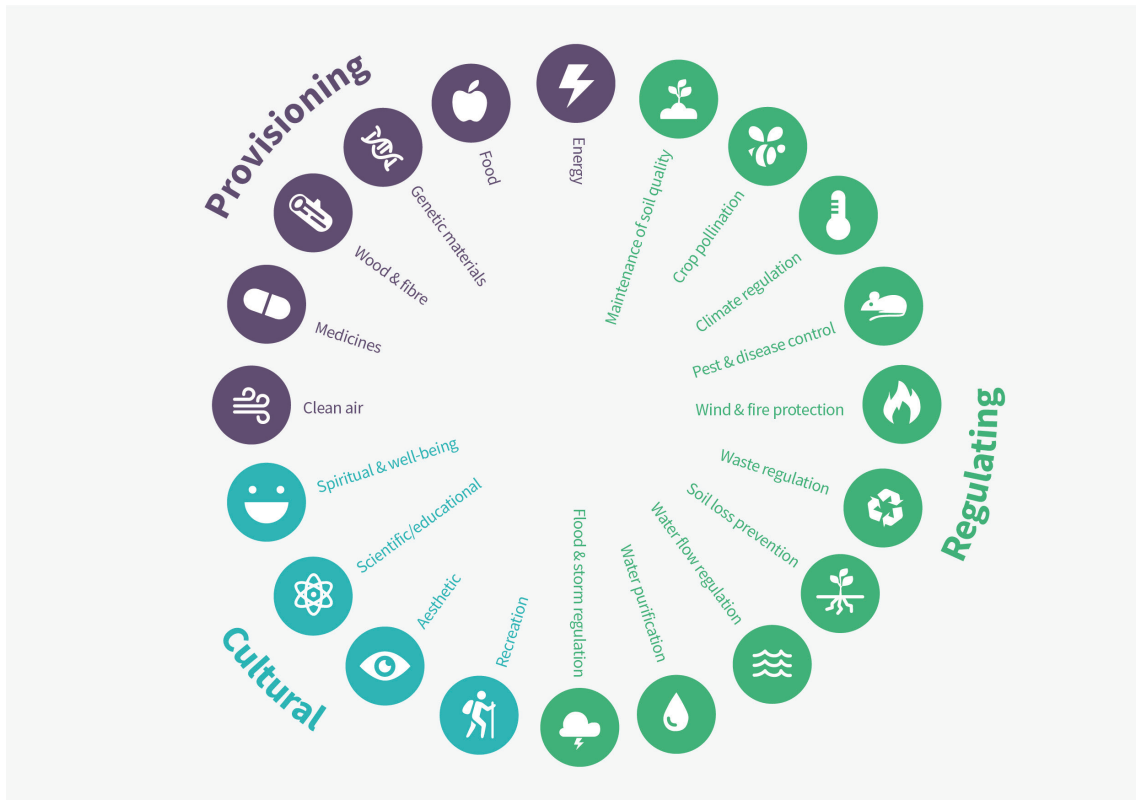 Provisioning
Energy
Food
Genetic materials
Wood & fibre
Medicines
Clean air
Regulating
Maintenance of soil quality
Crop pollination
Climate regulation
Pest & disease control
Wind & fire protection
Waste regulation
Soil loss prevention
Water flow regulation
Water purification
Flood & storm regulation
Cultural
Spiritual & well-being
Scientific/educational
Aesthetic
Recreation